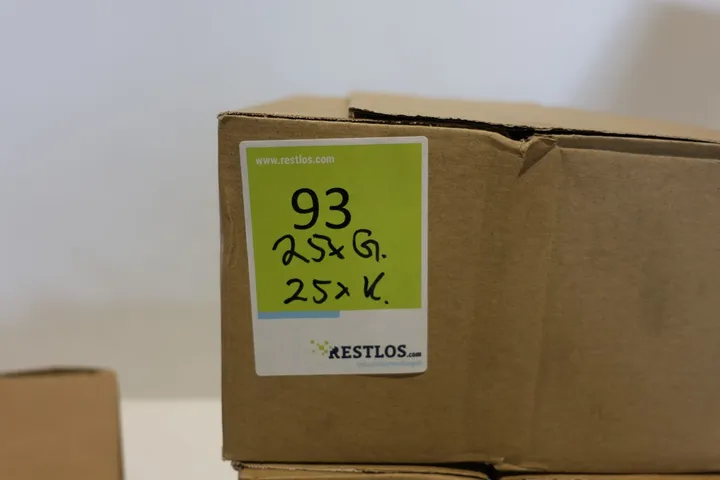 www.restlos.com
93
25x G.
25x K.
RESTLOS.com